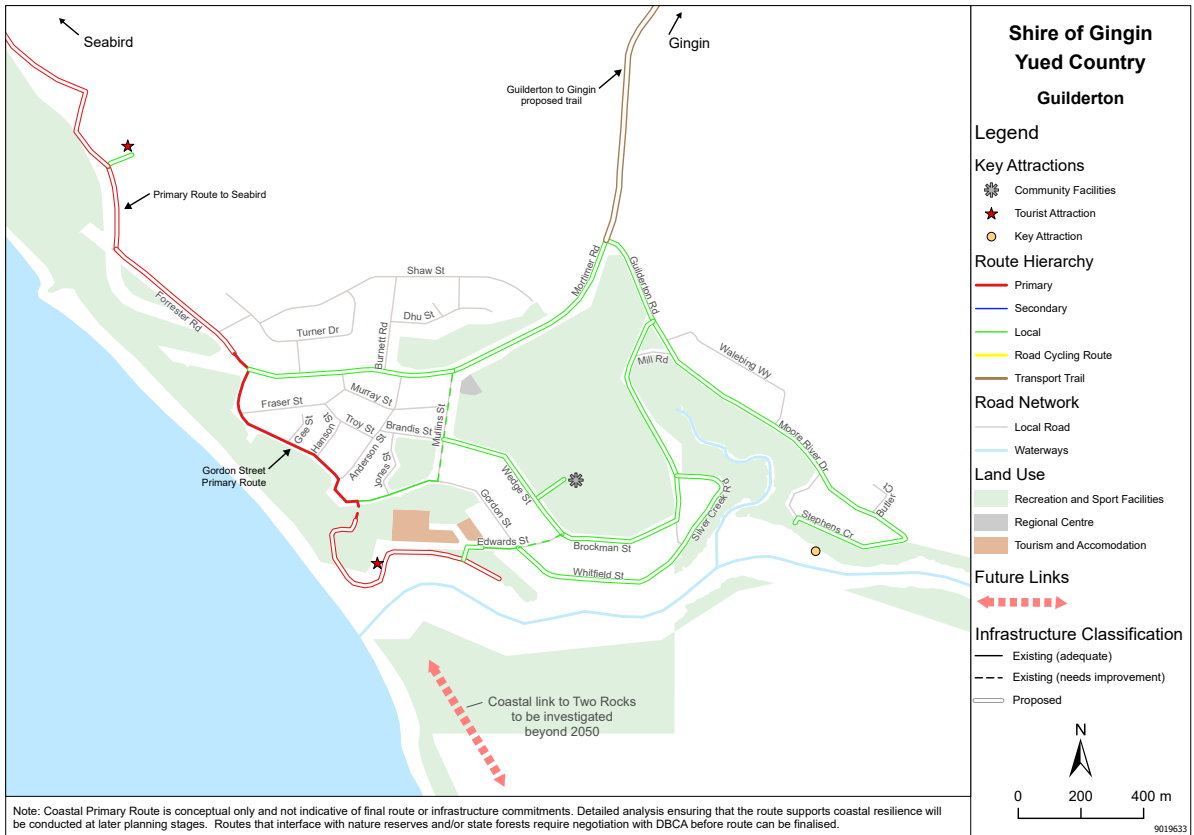 Seabird
Gingin
Guilderton to Gingin
proposed trail
Primary Route to Seabird
Forrester Rd
Shaw St
Turner Dr
Dhu St
Burnett Rd
Mortimer Rd
Guilderton Rd
Mill Rd
Walebing Wy
Moore River Dr
Fraser St
Murray St
Gee St
Hanson St
Troy St
Brandis St
Anderson St
Jones St
Mullins St
Gordon Street
Primary Route
Wedge St
Gordon St
Edwards St
Brockman St
Whitfield St
Silver Creek Rd
Stephens Cr
Butler Ct
Coastal link to Two Rocks
to be investigated
beyond 2050
Note: Coastal Primary Route is conceptual only and not indicative of final route or infrastructure commitments. Detailed analysis ensuring that the route supports coastal resilience will
be conducted at later planning stages. Routes that interface with nature reserves and/or state forests require negotiation with DBCA before route can be finalised.
Shire of Gingin
Yued Country
Guilderton
Legend
Key Attractions
Community Facilities
Tourist Attraction
Key Attraction
Route Hierarchy
Primary
Secondary
Local
Road Cycling Route
Transport Trail
Road Network
Local Road
Waterways
Land Use
Recreation and Sport Facilities
Regional Centre
Tourism and Accomodation
Future Links
Infrastructure Classification
Existing (adequate)
Existing (needs improvement)
Proposed
N
0 200 400 m
9019633